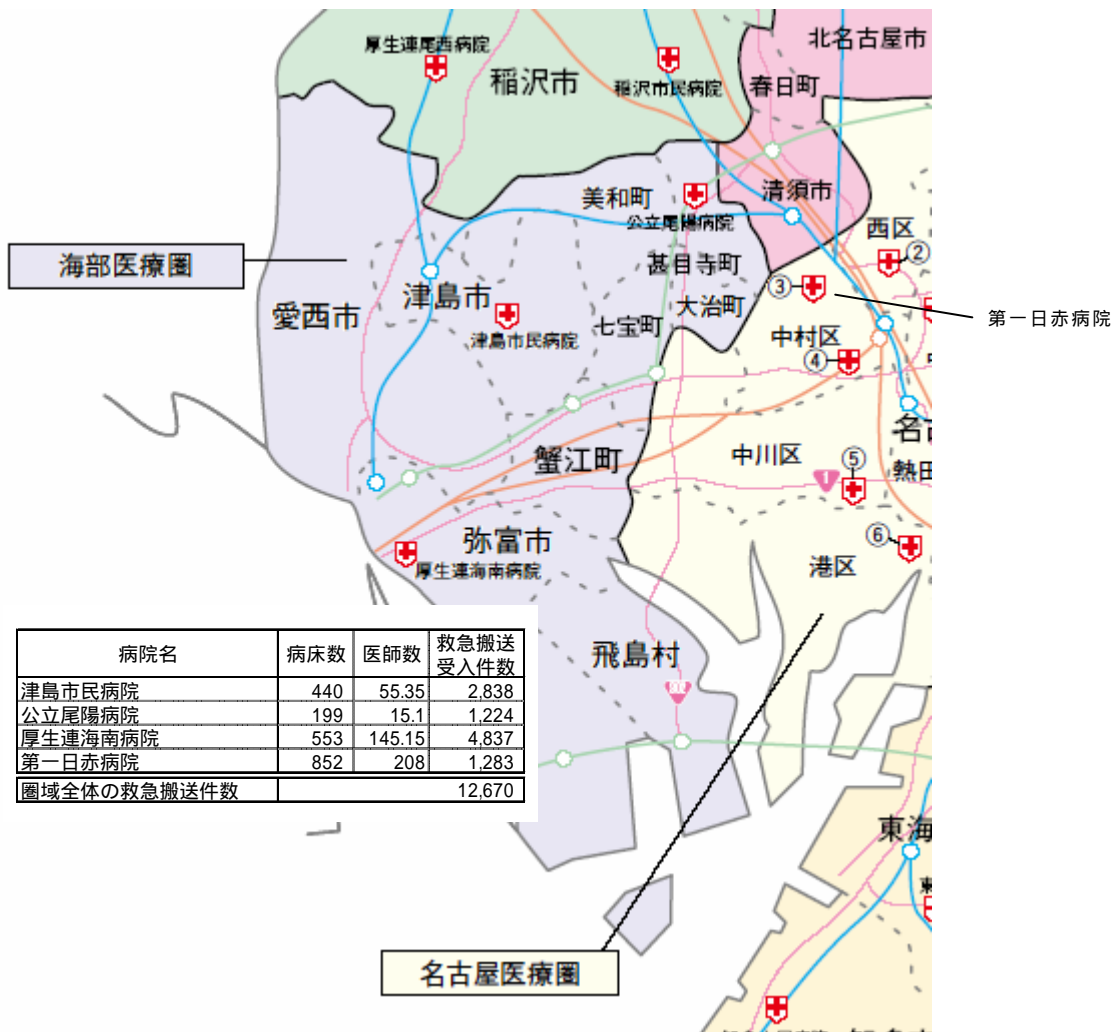 厚生連尾西病院
稲沢市
稲沢市民病院
春日町
北名古屋市
美和町
公立尾陽病院
清須市
西区
②
海部医療圏
甚目寺町
③
津島市
大治町
第一日赤病院
愛西市
津島市民病院
七宝町
中村区
④
蟹江町
中川区
⑤
1
弥富市
⑥
厚生連海南病院
港区
飛島村
病院名 病床数 医師数 救急搬送
受入件数
津島市民病院 440 55.35 2,838
公立尾陽病院 199 15.1 1,224
厚生連海南病院 553 145.15 4,837
第一日赤病院 852 208 1,283
圏域全体の救急搬送件数 12,670
名古屋医療圏